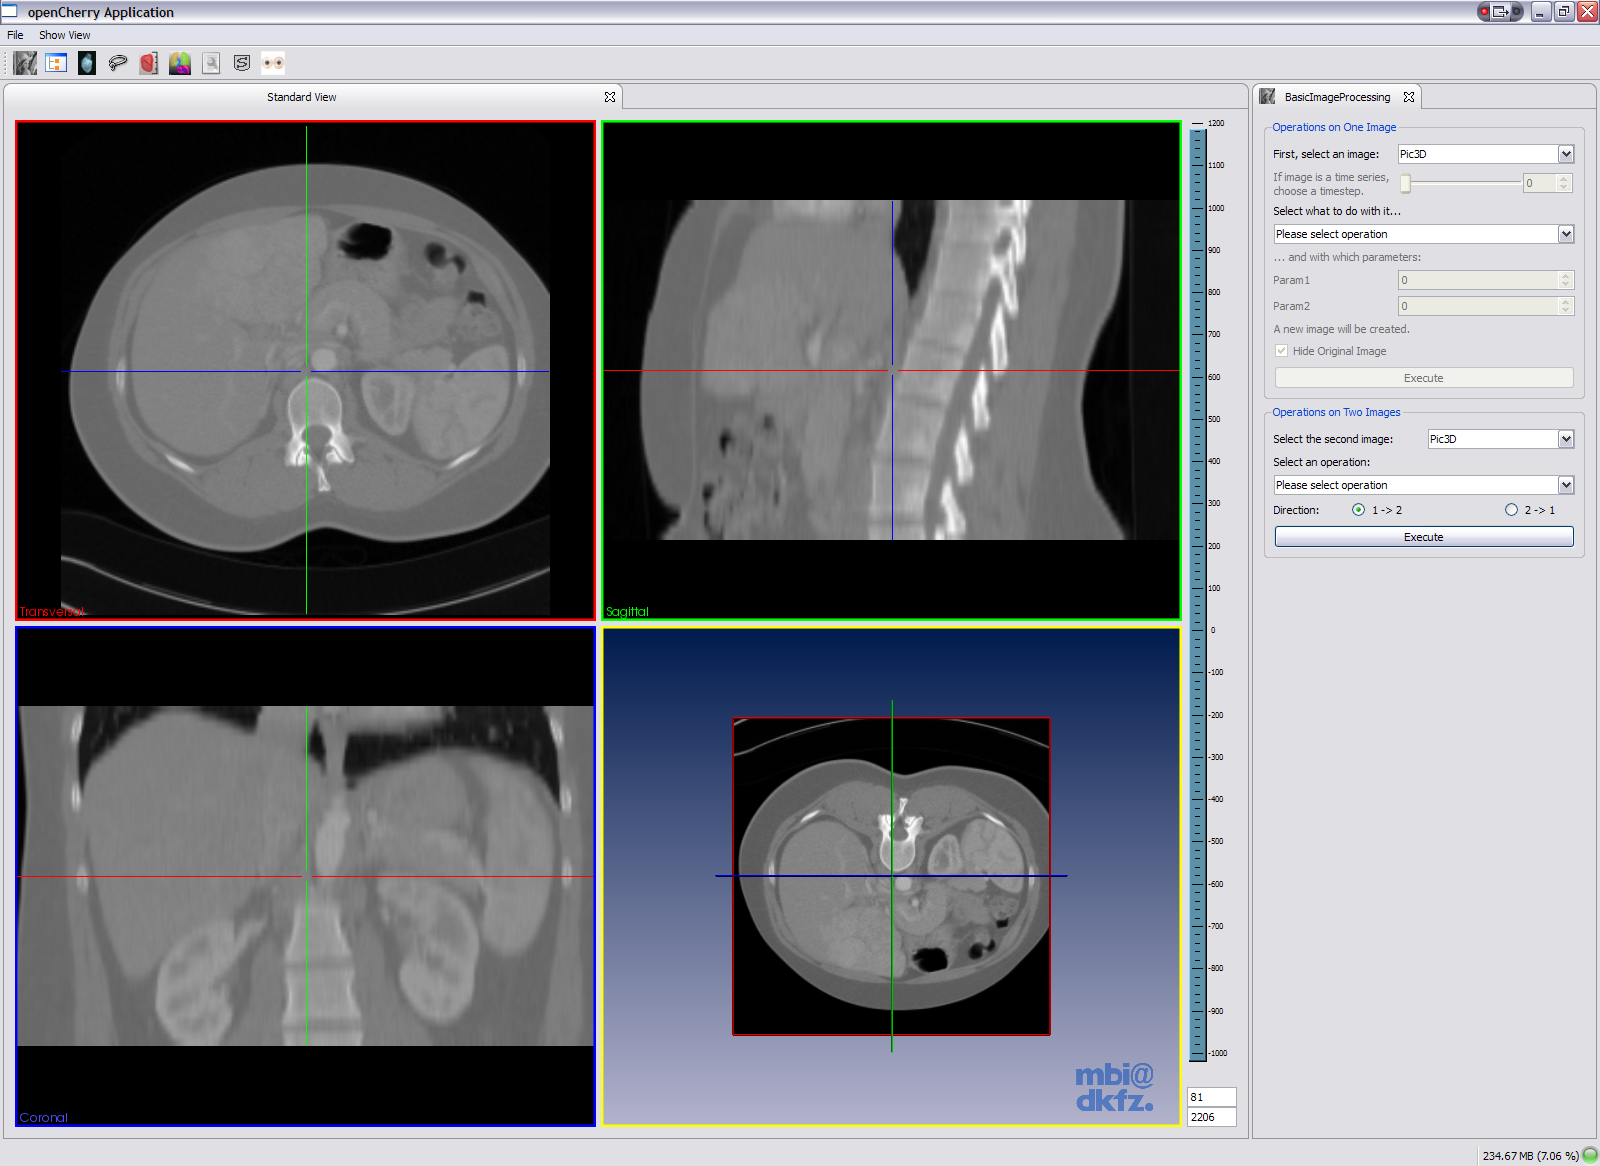 openCherry Application
File Show View
Standard View
BasicImageProcessing
Transversal
Sagittal
Coronal
mbi@
dkfz.
1200
1100
1000
900
800
700
600
500
400
300
200
100
0
-100
-200
-300
-400
-500
-600
-700
-800
-900
-1000
81
2206
Operations on One Image
First, select an image: Pic3D
If image is a time series,
choose a timestep. 0
Select what to do with it...
Please select operation
... and with which parameters:
Param1 0
Param2 0
A new image will be created.
Hide Original Image
Execute
Operations on Two Images
Select the second image: Pic3D
Select an operation:
Please select operation
Direction: 1 -> 2 2 -> 1
Execute
234.67 MB (7.06 %)